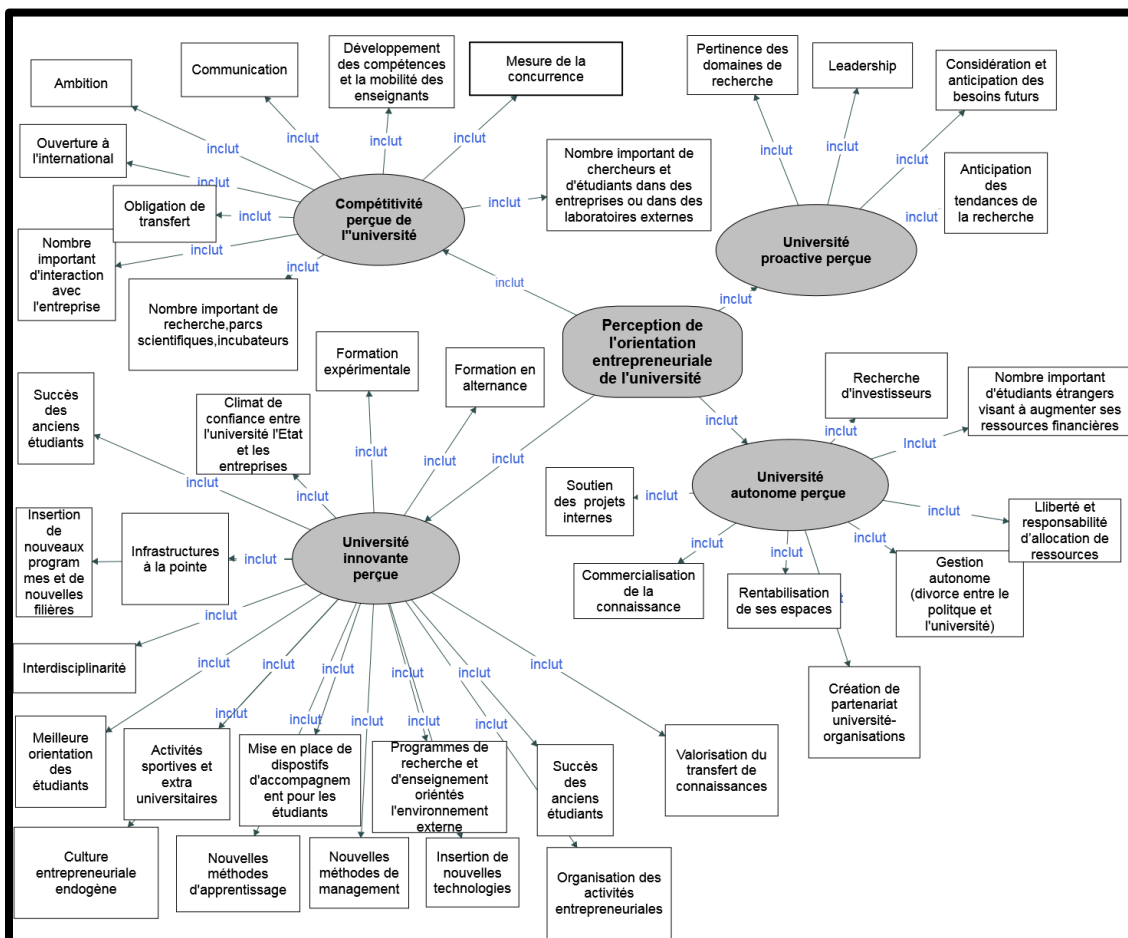 Ambition
inclut
Communication
inclut
Développement
des compétences
et la mobilité des
enseignants
inclut
Mesure de la
concurrence
inclut
Pertinence des
domaines de
recherche
inclut
Leadership
inclut
Considération et
anticipation des
besoins futurs
inclut
Ouverture à
l'international
inclut
Obligation de
transfert
inclut
Nombre
important
d'interaction
avec
l'entreprise
inclut
Compétitivité
perçue de
l"université
inclut
Nombre important de
chercheurs et
d'étudiants dans des
entreprises ou dans des
laboratoires externes
Anticipation
des
tendances de
la recherche
inclut
Université
proactive perçue
inclut
Nombre important de
recherche,parcs
scientifiques,incubateurs
inclut
inclut
Perception de
l'orientation
entrepreneuriale
de l'université
Formation
expérimentale
inclut
Formation en
alternance
inclut
Succès
des
anciens
étudiants
inclut
Climat de
confiance entre
l'université l'Etat
et les
entreprises
inclut
inclut
inclut
Recherche
d'investisseurs
inclut
Nombre important
d'étudiants étrangers
visant à augmenter ses
ressources financières
Inclut
Université
autonome perçue
Soutien
des projets
internes
inclut
Lliberté et
responsabilité
d'allocation de
ressources
inclut
Insertion
de
nouveaux
program
mes et de
nouvelles
filières
inclut
Infrastructures
à la pointe
inclut
Université
innovante
perçue
Commercialisation
de la
connaissance
inclut
Rentabilisation
de ses espaces
inclut
Gestion
autonome
(divorce entre le
politque et
l'université)
inclut
Interdisciplinarité
inclut
Création de
partenariat
université-
organisations
Meilleure
orientation
des
étudiants
inclut
Activités
sportives et
extra
universitaires
inclut
Mise en place de
dispostifs
d'accompagnem
ent pour les
étudiants
inclut
Programmes de
recherche et
d'enseignement
oriéntés
l'environnement
externe
inclut
Succès
des
anciens
étudiants
inclut
Valorisation du
transfert de
connaissances
inclut
Culture
entrepreneuriale
endogène
inclut
Nouvelles
méthodes
d'apprentissage
inclut
Nouvelles
méthodes de
management
inclut
Insertion de
nouvelles
technologies
inclut
Organisation des
activités
entrepreneuriales
inclut